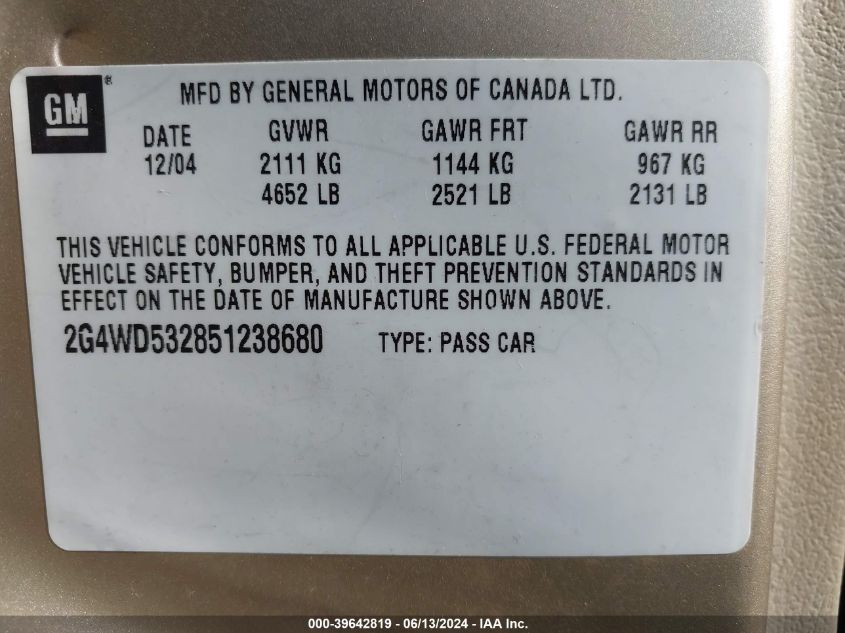 GM ®
MFD BY GENERAL MOTORS OF CANADA LTD.
DATE GVWR GAWR FRT GAWR RR
12/04 2111 KG 1144 KG 967 KG
4652 LB 2521 LB 2131 LB
THIS VEHICLE CONFORMS TO ALL APPLICABLE U.S. FEDERAL MOTOR
VEHICLE SAFETY, BUMPER, AND THEFT PREVENTION STANDARDS IN
EFFECT ON THE DATE OF MANUFACTURE SHOWN ABOVE.
2G4WD532851238680 TYPE: PASS CAR
000-39642819 - 06/13/2024 - IAA Inc.